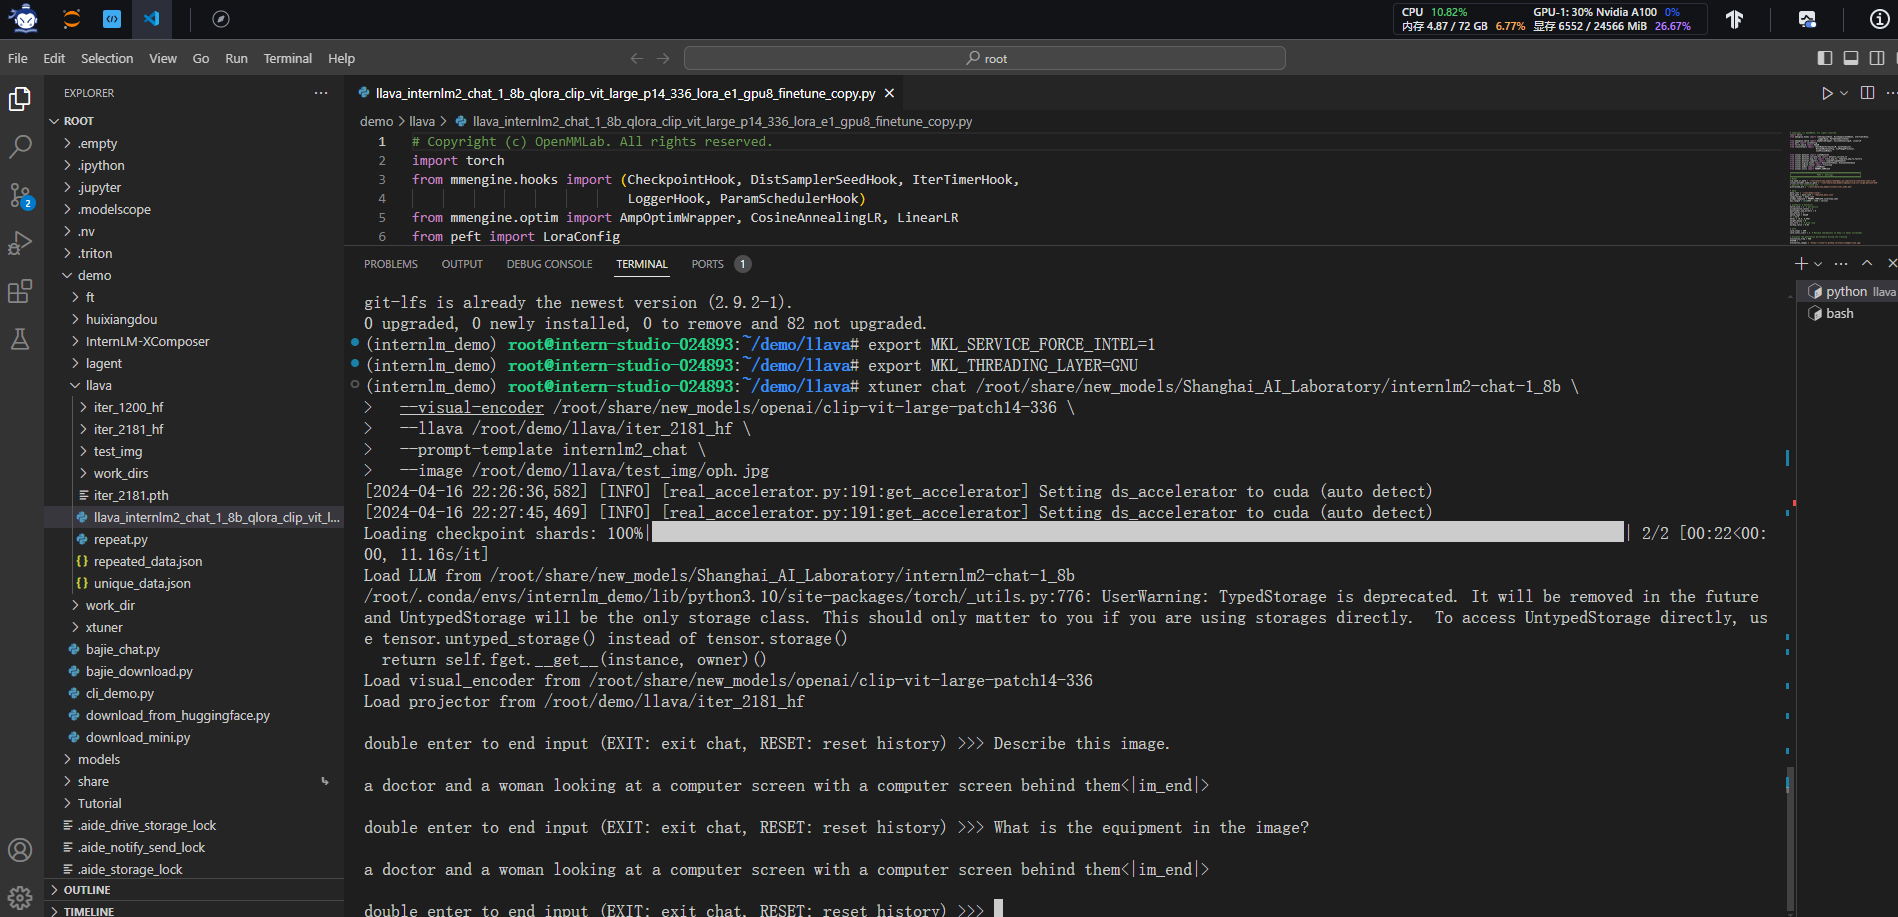 CPU 10.82% GPU-1: 30% Nvidia A100 0%
内存 4.87 / 72 GB 6.77% 显存 6552 / 24566 MiB 26.67%
File Edit Selection View Go Run Terminal Help
root
EXPLORER
ROOT
.empty
.ipython
.jupyter
.modelscope
.nv
.triton
demo
ft
huixiangdou
InternLM-XComposer
lagent
llava
iter_1200_hf
iter_2181_hf
test_img
work_dirs
iter_2181.pth
llava_internlm2_chat_1_8b_qlora_clip_vit_l...
repeat.py
repeated_data.json
unique_data.json
work_dir
xtuner
bajie_chat.py
bajie_download.py
cli_demo.py
download_from_huggingface.py
download_mini.py
models
share
Tutorial
.aide_drive_storage_lock
.aide_notify_send_lock
.aide_storage_lock
OUTLINE
TIMELINE
2
llava_internlm2_chat_1_8b_qlora_clip_vit_large_p14_336_lora_e1_gpu8_finetune_copy.py
demo > llava > llava_internlm2_chat_1_8b_qlora_clip_vit_large_p14_336_lora_e1_gpu8_finetune_copy.py
1 # Copyright (c) OpenMMLab. All rights reserved.
2 import torch
3 from mmengine.hooks import (CheckpointHook, DistSamplerSeedHook, IterTimerHook,
4 LoggerHook, ParamSchedulerHook)
5 from mmengine.optim import AmpOptimWrapper, CosineAnnealingLR, LinearLR
6 from peft import LoraConfig
PROBLEMS OUTPUT DEBUG CONSOLE TERMINAL PORTS 1
python llava
bash
git-lfs is already the newest version (2.9.2-1).
0 upgraded, 0 newly installed, 0 to remove and 82 not upgraded.
(internlm_demo) root@intern-studio-024893:~/demo/llava# export MKL_SERVICE_FORCE_INTEL=1
(internlm_demo) root@intern-studio-024893:~/demo/llava# export MKL_THREADING_LAYER=GNU
(internlm_demo) root@intern-studio-024893:~/demo/llava# xtuner chat /root/share/new_models/Shanghai_AI_Laboratory/internlm2-chat-1_8b \
> --visual-encoder /root/share/new_models/openai/clip-vit-large-patch14-336 \
> --llava /root/demo/llava/iter_2181_hf \
> --prompt-template internlm2_chat \
> --image /root/demo/llava/test_img/oph.jpg
[2024-04-16 22:26:36,582] [INFO] [real_accelerator.py:191:get_accelerator] Setting ds_accelerator to cuda (auto detect)
[2024-04-16 22:27:45,469] [INFO] [real_accelerator.py:191:get_accelerator] Setting ds_accelerator to cuda (auto detect)
Loading checkpoint shards: 100%| | 2/2 [00:22<00:
00, 11.16s/it]
Load LLM from /root/share/new_models/Shanghai_AI_Laboratory/internlm2-chat-1_8b
/root/.conda/envs/internlm_demo/lib/python3.10/site-packages/torch/_utils.py:776: UserWarning: TypedStorage is deprecated. It will be removed in the future
and UntypedStorage will be the only storage class. This should only matter to you if you are using storages directly.  To access UntypedStorage directly, us
e tensor.untyped_storage() instead of tensor.storage()
return self.fget.__get__(instance, owner)()
Load visual_encoder from /root/share/new_models/openai/clip-vit-large-patch14-336
Load projector from /root/demo/llava/iter_2181_hf
double enter to end input (EXIT: exit chat, RESET: reset history) >>> Describe this image.
a doctor and a woman looking at a computer screen with a computer screen behind them<|im_end|>
double enter to end input (EXIT: exit chat, RESET: reset history) >>> What is the equipment in the image?
a doctor and a woman looking at a computer screen with a computer screen behind them<|im_end|>
double enter to end input (EXIT: exit chat, RESET: reset history) >>>